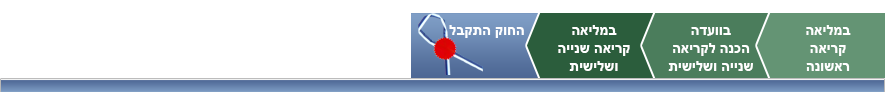 במליאה
קריאה
ראשונה
בוועדה
הכנה לקריאה
שנייה ושלישית
במליאה
קריאה שנייה
ושלישית
החוק התקבל